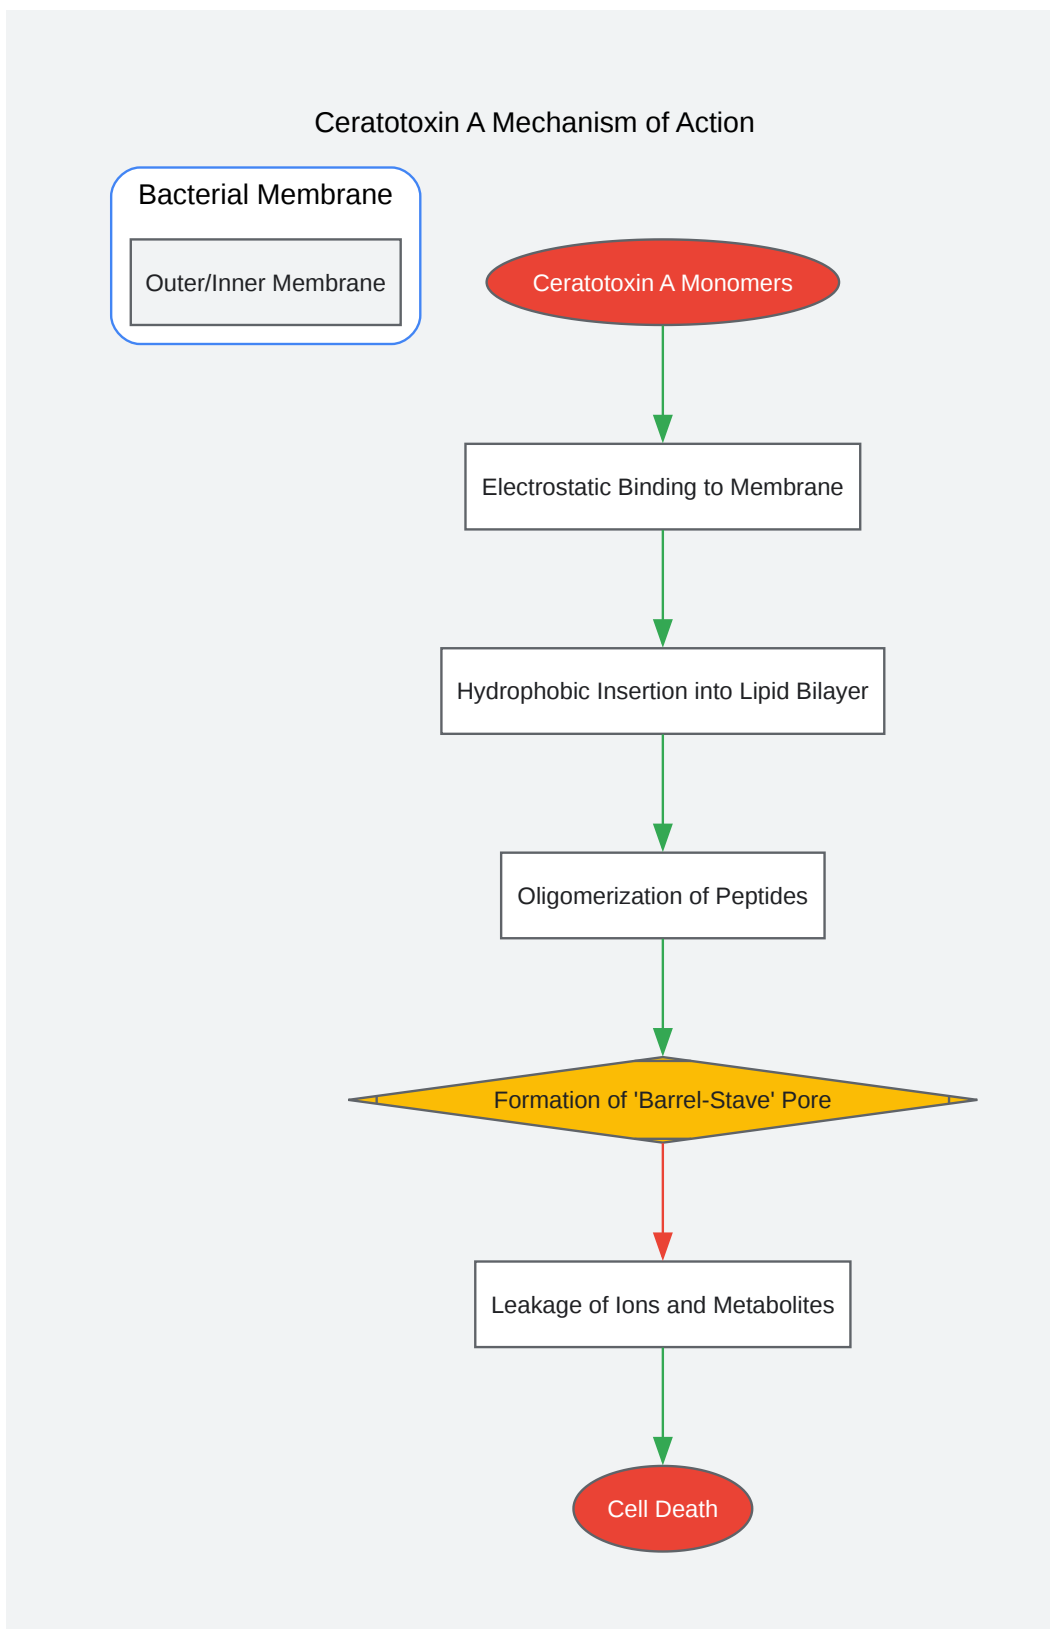 Ceratotoxin A Mechanism of Action
Bacterial Membrane
Outer/Inner Membrane
Ceratotoxin A Monomers
Electrostatic Binding to Membrane
Hydrophobic Insertion into Lipid Bilayer
Oligomerization of Peptides
Formation of 'Barrel-Stave' Pore
Leakage of Ions and Metabolites
Cell Death